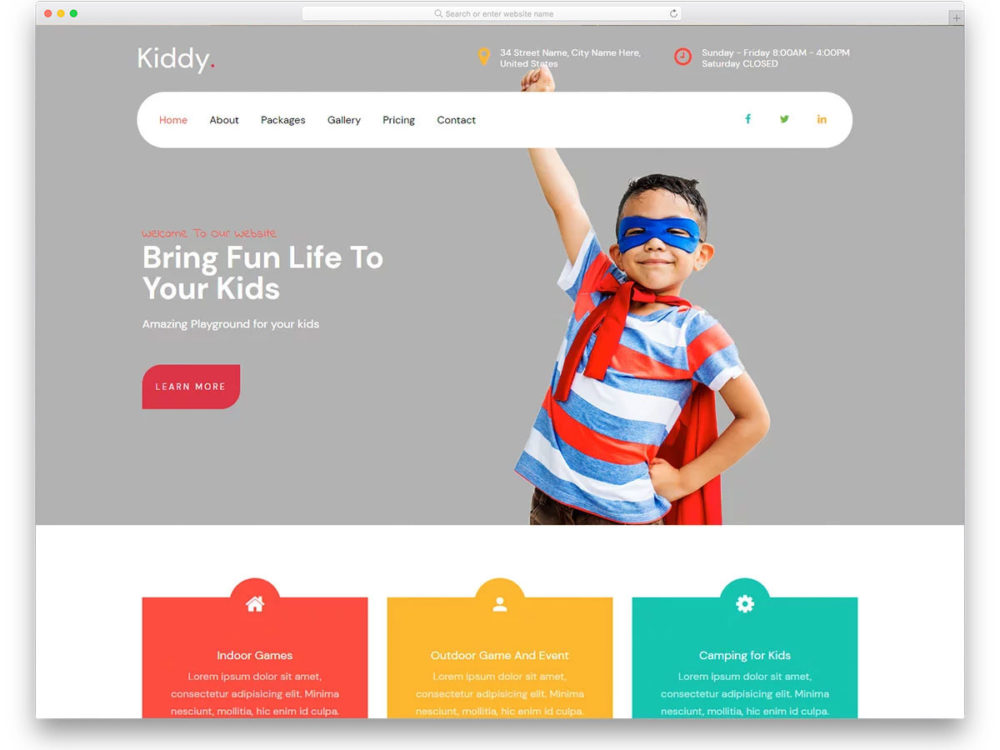 Search or enter website name
Kiddy.
34 Street Name, City Name Here,
United States
Sunday - Friday 8:00AM - 4:00PM
Saturday CLOSED
Home
About
Packages
Gallery
Pricing
Contact
Welcome To Our Website
Bring Fun Life To
Your Kids
Amazing Playground for your kids
LEARN MORE
Indoor Games
Lorem ipsum dolor sit amet,
consectetur adipisicing elit. Minima
nesciunt, mollitia, hic enim id culpa.
Outdoor Game And Event
Lorem ipsum dolor sit amet,
consectetur adipisicing elit. Minima
nesciunt, mollitia, hic enim id culpa.
Camping for Kids
Lorem ipsum dolor sit amet,
consectetur adipisicing elit. Minima
nesciunt, mollitia, hic enim id culpa.